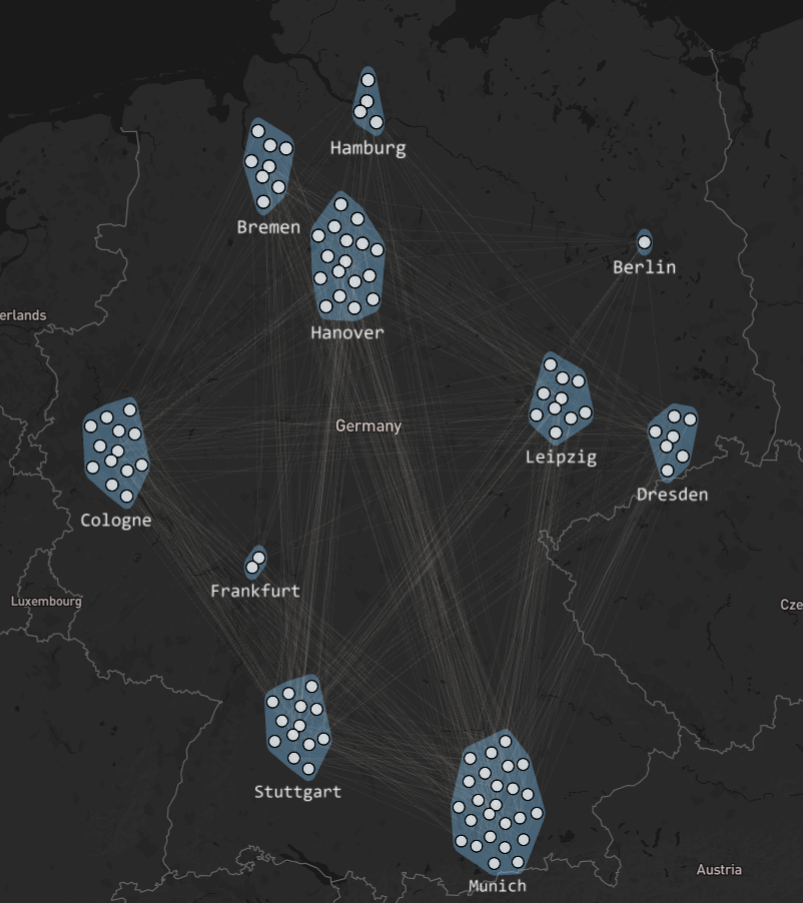 Hamburg
Bremen
Berlin
erlands
Hanover
Germany
Leipzig
Dresden
Cologne
Frankfurt
Luxembourg
Cze
Stuttgart
Austria
Munich